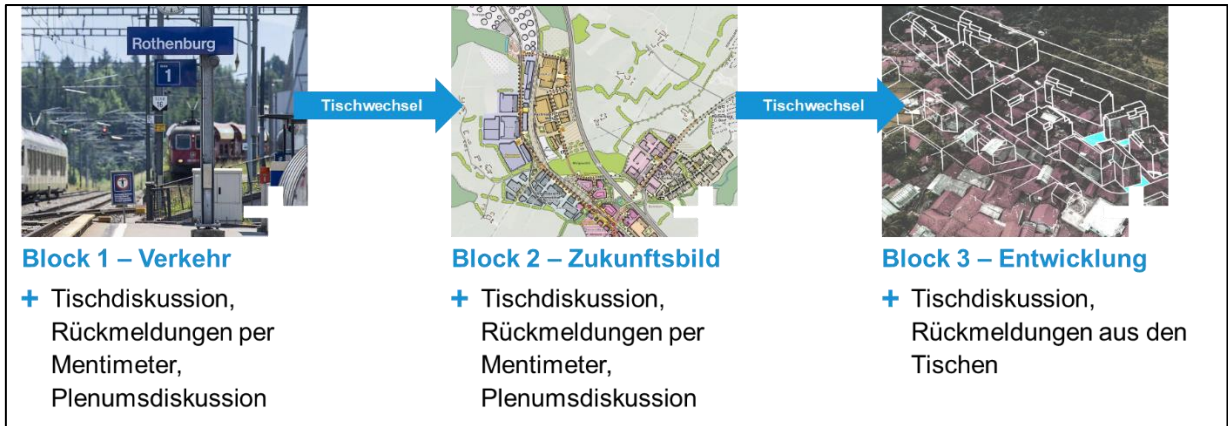 Rothenburg
1
Tischwechsel
Tischwechsel
Block 1 – Verkehr
+ Tischdiskussion,
Rückmeldungen per
Mentimeter,
Plenumsdiskussion
Block 2 – Zukunftsbild
+ Tischdiskussion,
Rückmeldungen per
Mentimeter,
Plenumsdiskussion
Block 3 – Entwicklung
+ Tischdiskussion,
Rückmeldungen aus den
Tischen